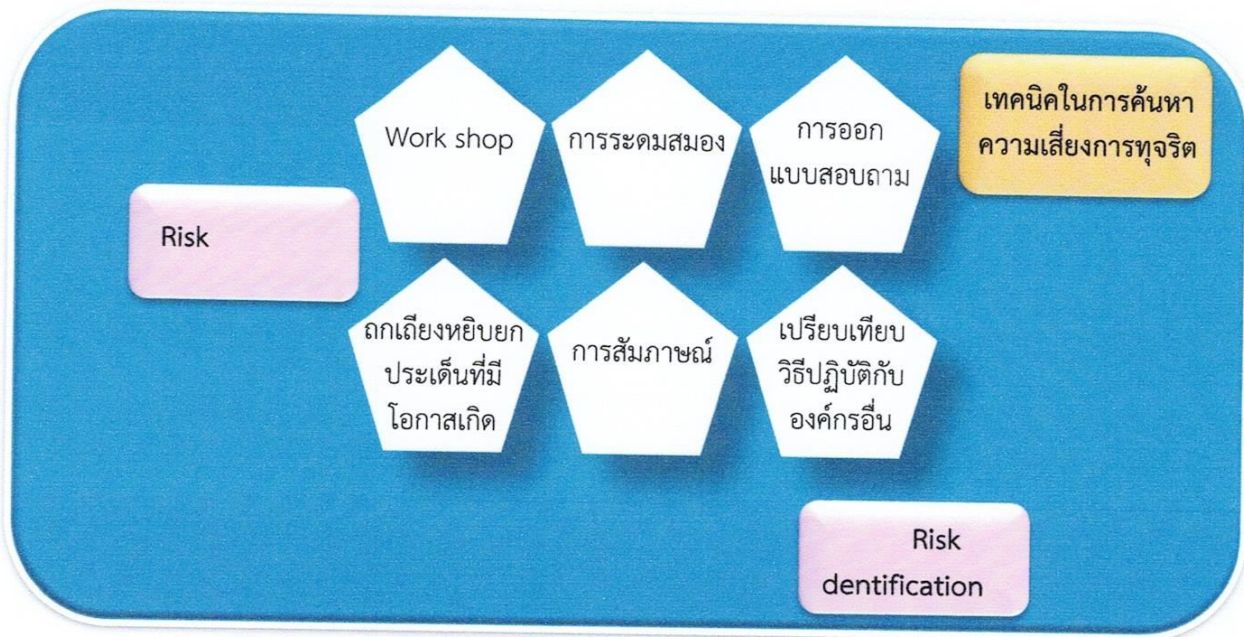 Work shop
การระดมสมอง
การออก
แบบสอบถาม
เทคนิคในการค้นหา
ความเสี่ยงการทุจริต
Risk
ถกเถียงหยิบยก
ประเด็นที่มี
โอกาสเกิด
การสัมภาษณ์
เปรียบเทียบ
วิธีปฏิบัติกับ
องค์กรอื่น
Risk
dentification